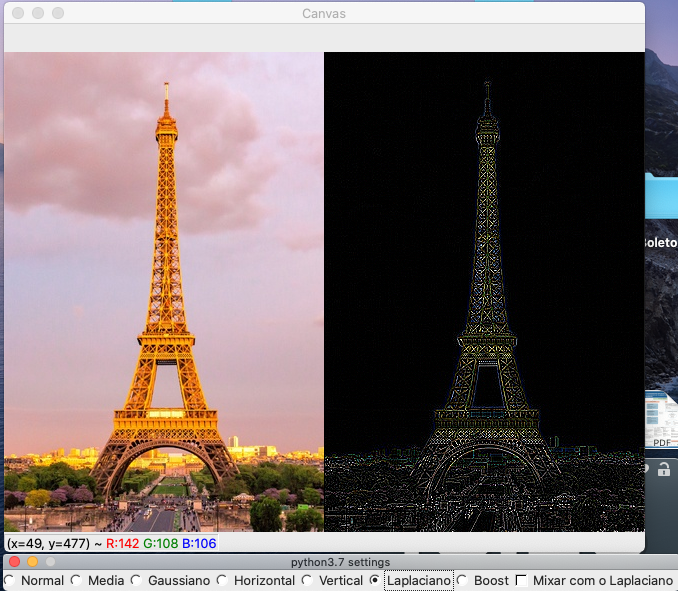 Canvas
Boleto
PDF
(x=49, y=477) ~ R:142 G:108 B:106
python3.7 settings
Normal Media Gaussiano Horizontal Vertical Laplaciano Boost Mixar com o Laplaciano